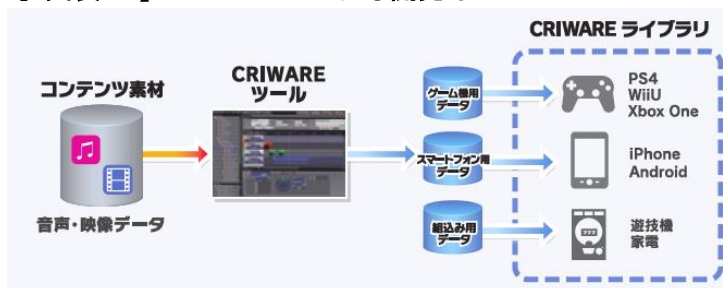 CRIWARE ライブラリ
コンテンツ素材
音声・映像データ
CRIWARE
ツール
ゲーム機用
データ
スマートフォン用
データ
組込み用
データ
PS4
WiiU
Xbox One
iPhone
Android
777
遊技機
家電